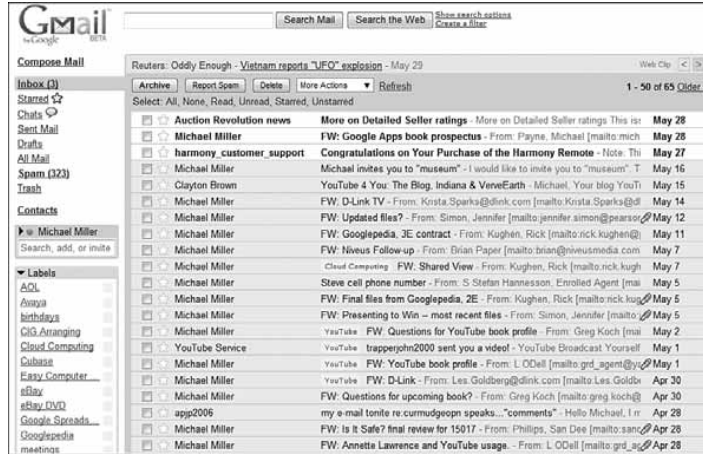 Gmail
by Google BETA
Search Mail Search the Web Show search options
Create a filter
Compose Mail
Inbox (3)
Starred
Chats
Sent Mail
Drafts
All Mail
Spam (323)
Trash
Contacts
Michael Miller
Search, add, or invite
Labels
AOL
Avaya
birthdays
CIG Arranging
Cloud Computing
Cubase
Easy Computer ...
eBay
eBay DVD
Google Spreads...
Googlepedia
meetings
Reuters: Oddly Enough - Vietnam reports "UFO" explosion - May 29 Web Clip < >
Archive Report Spam Delete More Actions Refresh 1 - 50 of 65 Older
Select: All, None, Read, Unread, Starred, Unstarred
Auction Revolution news More on Detailed Seller ratings - More on Detailed Seller ratings This May 28
Michael Miller FW: Google Apps book prospectus - From: Payne, Michael [mailto:mich May 28
harmony_customer_support Congratulations on Your Purchase of the Harmony Remote - Note: Thi May 27
Michael Miller Michael invites you to "museum" - I would like to invite you to "museum". T May 16
Clayton Brown YouTube 4 You: The Blog, Indiana & VerveEarth - Michael, Your blog YouT May 15
Michael Miller FW: D-Link TV - From: Krista.Sparks@dlink.com [mailto:Krista.Sparks@dl May 14
Michael Miller FW: Updated files? - From: Simon, Jennifer [mailto:jennifer.simon@pearso May 12
Michael Miller FW: Googlepedia, 3E contract - From: Kughen, Rick [mailto:rick.kughen@ May 11
Michael Miller FW: Niveus Follow-up - From: Brian Paper [mailto:brian@niveusmedia.com May 7
Michael Miller Cloud Computing FW: Shared View - From: Kughen, Rick [mailto:rick.kugh May 7
Michael Miller Steve cell phone number - From: S Stefan Hannesson, Enrolled Agent [mai May 5
Michael Miller FW: Final files from Googlepedia, 2E - From: Kughen, Rick [mailto:rick.kug May 5
Michael Miller FW: Presenting to Win -- most recent files - From: Simon, Jennifer [mailto: May 5
Michael Miller YouTube FW: Questions for YouTube book profile - From: Greg Koch [mai May 2
YouTube Service YouTube trapperjohn2000 sent you a video! - YouTube Broadcast Yourself May 1
Michael Miller YouTube FW: YouTube book profile - From: L ODell [mailto:grd_agent@y May 1
Michael Miller YouTube FW: D-Link - From: Les.Goldberg@dlink.com [mailto:Les.Goldbe Apr 30
Michael Miller FW: Questions for upcoming book? - From: Greg Koch [mailto:greg.koch@ Apr 30
apjp2006 my e-mail tonite re:curmudgeopn speaks..."comments" - Hello Michael, I Apr 28
Michael Miller FW: Is It Safe? final review for 15017 - From: Phillips, San Dee [mailto:sanc Apr 28
Michael Miller FW: Annette Lawrence and YouTube usage. - From: L ODell [mailto:grd_ag Apr 28